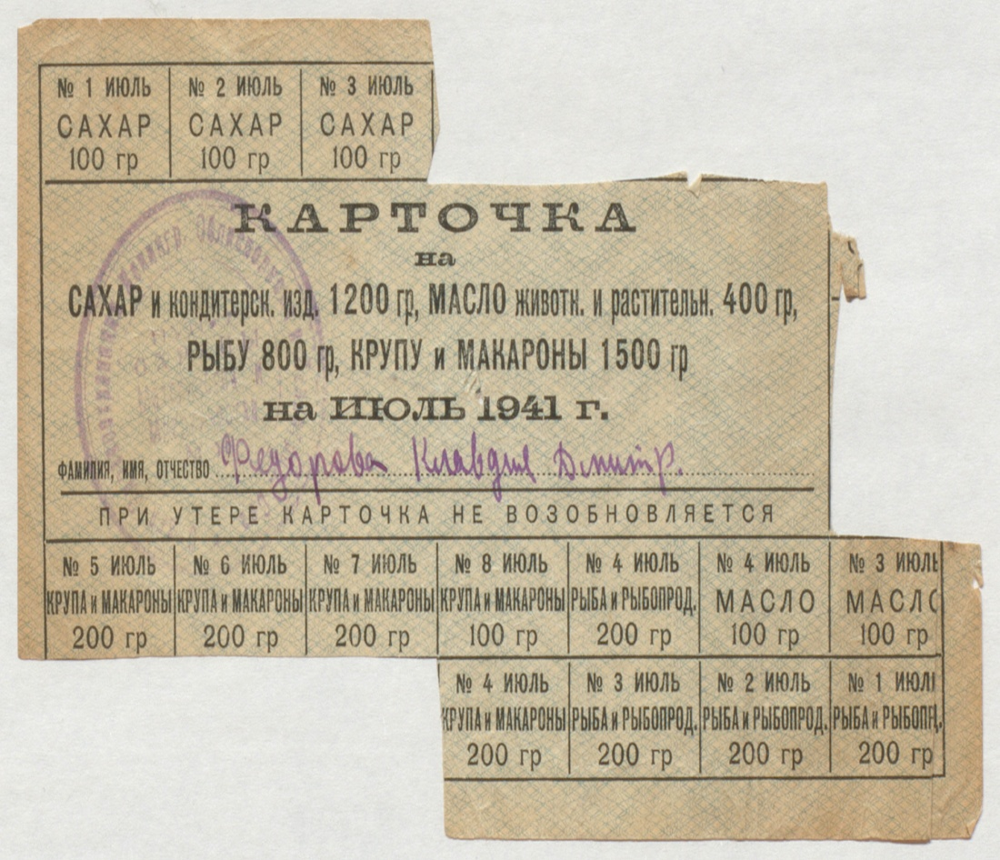 № 1 ИЮЛЬ № 2 ИЮЛЬ № 3 ИЮЛЬ
САХАР САХАР САХАР
100 гр 100 гр 100 гр
КАРТОЧКА
на
САХАР и кондитерск. изд. 1200 гр, МАСЛО животн. и растительн. 400 гр,
РЫБУ 800 гр, КРУПУ и МАКАРОНЫ 1500 гр
на ИЮЛЬ 1941 г.
ФАМИЛИЯ, ИМЯ, ОТЧЕСТВО Федорова Клавдия Дмитр.
ПРИ УТЕРЕ КАРТОЧКА НЕ ВОЗОБНОВЛЯЕТСЯ
№ 5 ИЮЛЬ № 6 ИЮЛЬ № 7 ИЮЛЬ № 8 ИЮЛЬ № 4 ИЮЛЬ № 4 ИЮЛЬ № 3 ИЮЛЬ
КРУПА и МАКАРОНЫ КРУПА и МАКАРОНЫ КРУПА и МАКАРОНЫ КРУПА и МАКАРОНЫ РЫБА и РЫБОПРОД. МАСЛО МАСЛО
200 гр 200 гр 200 гр 100 гр 200 гр 100 гр 100 гр
№ 4 ИЮЛЬ № 3 ИЮЛЬ № 2 ИЮЛЬ № 1 ИЮЛЬ
КРУПА и МАКАРОНЫ РЫБА и РЫБОПРОД. РЫБА и РЫБОПРОД. РЫБА и РЫБОПР.
200 гр 200 гр 200 гр 200 гр